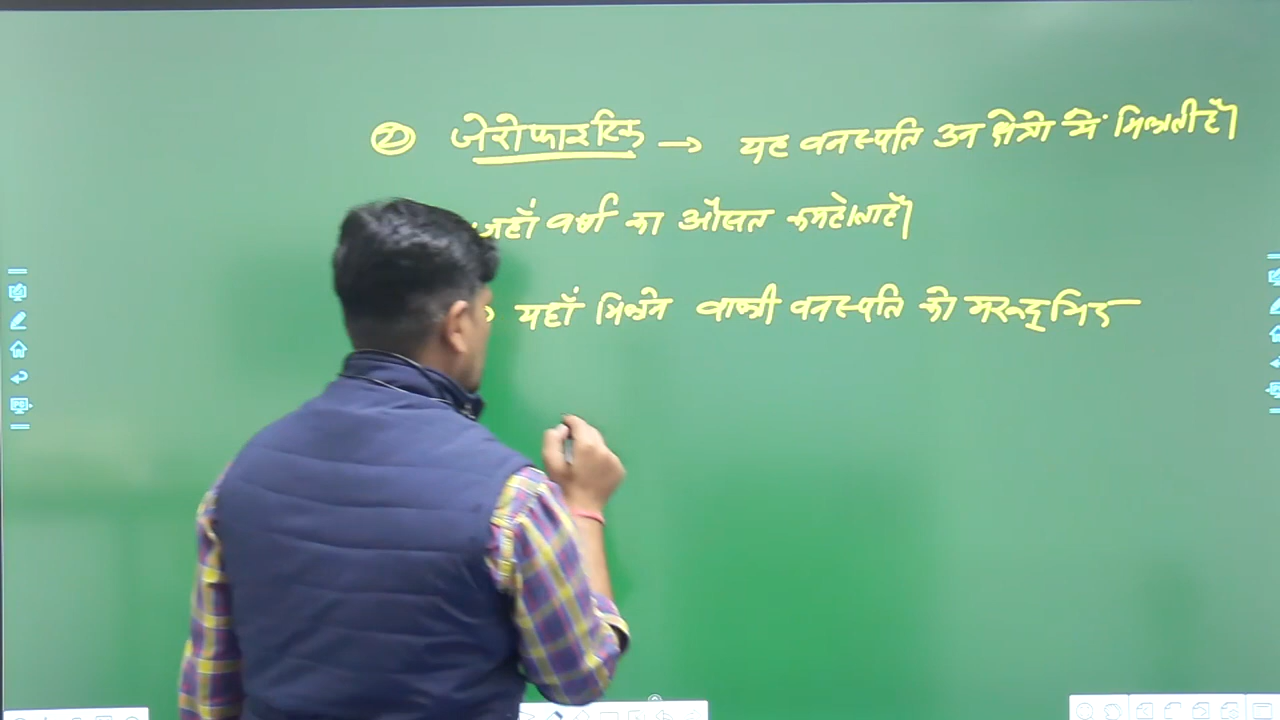 ② जेरोफाइटिक → यह वनस्पति उन क्षेत्रो में मिलती हैं।
जहाँ वर्षा का औसत कम होता हैं।
यहाँ मिलने वाली वनस्पति को मरूद्भिद